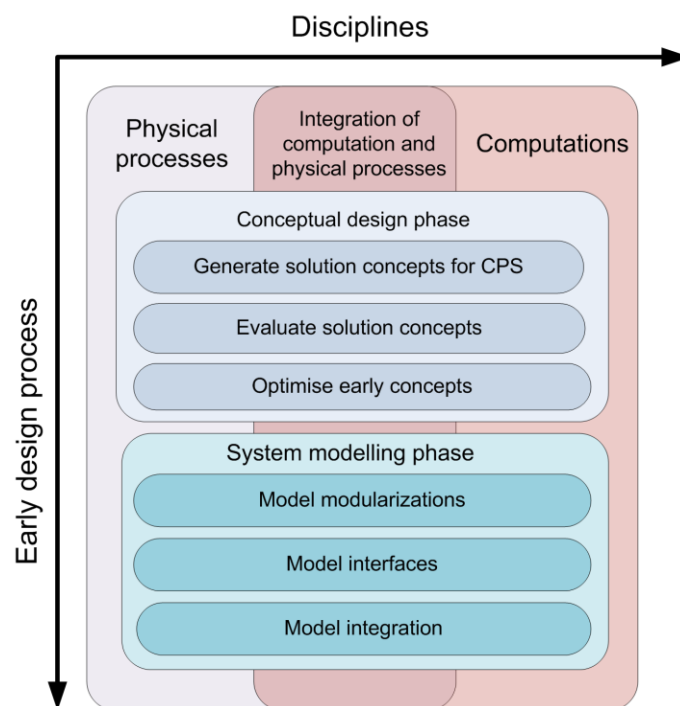 Disciplines
Physical
processes
Integration of
computation and
physical processes
Computations
Early design process
Conceptual design phase
Generate solution concepts for CPS
Evaluate solution concepts
Optimise early concepts
System modelling phase
Model modularizations
Model interfaces
Model integration